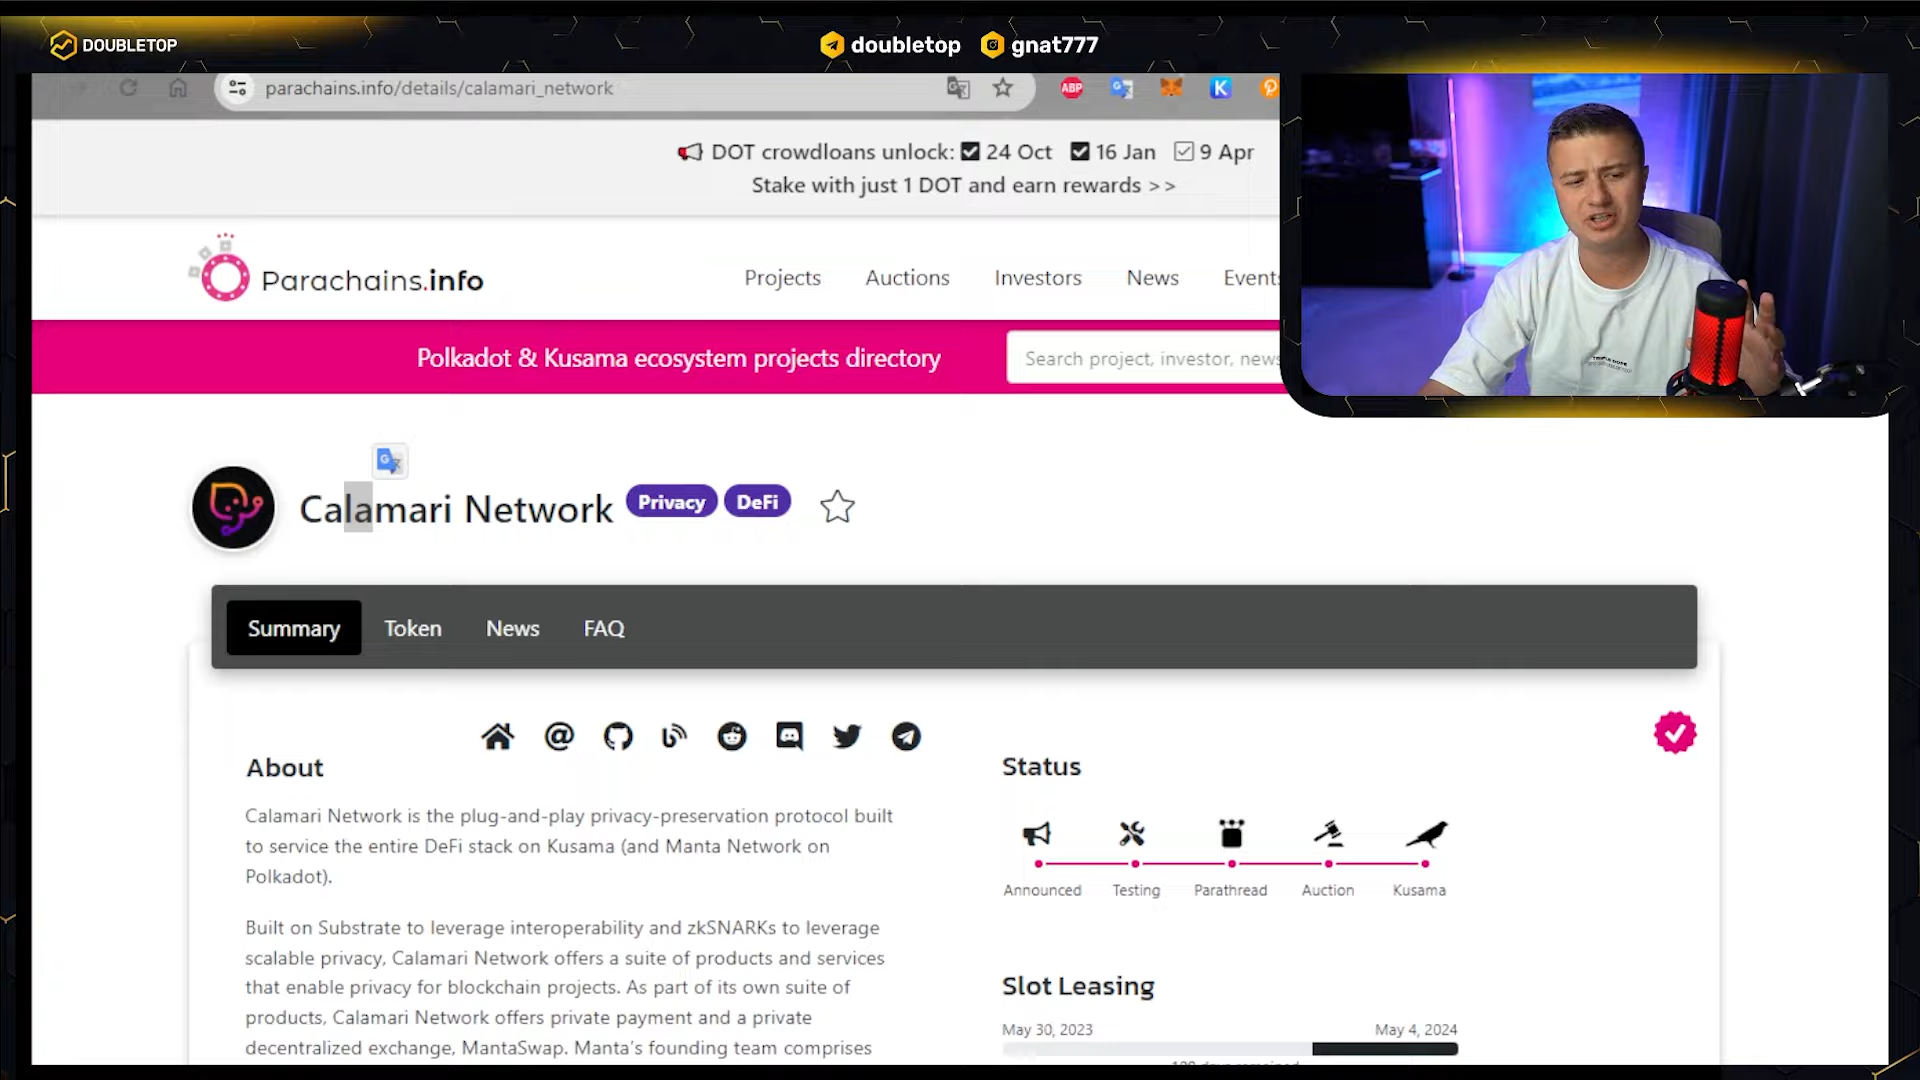 DOUBLETOP
doubletop gnat777
parachains.info/details/calamari_network
ABP
K
DOT crowdloans unlock: 24 Oct 16 Jan 9 Apr
Stake with just 1 DOT and earn rewards >>
Parachains.info
Projects Auctions Investors News Events
Polkadot & Kusama ecosystem projects directory
Search project, investor, news
Calamari Network Privacy DeFi
Summary Token News FAQ
About
Calamari Network is the plug-and-play privacy-preservation protocol built
to service the entire DeFi stack on Kusama (and Manta Network on
Polkadot).
Built on Substrate to leverage interoperability and zkSNARKs to leverage
scalable privacy, Calamari Network offers a suite of products and services
that enable privacy for blockchain projects. As part of its own suite of
products, Calamari Network offers private payment and a private
decentralized exchange, MantaSwap. Manta's founding team comprises
Status
Announced Testing Parathread Auction Kusama
Slot Leasing
May 30, 2023 May 4, 2024